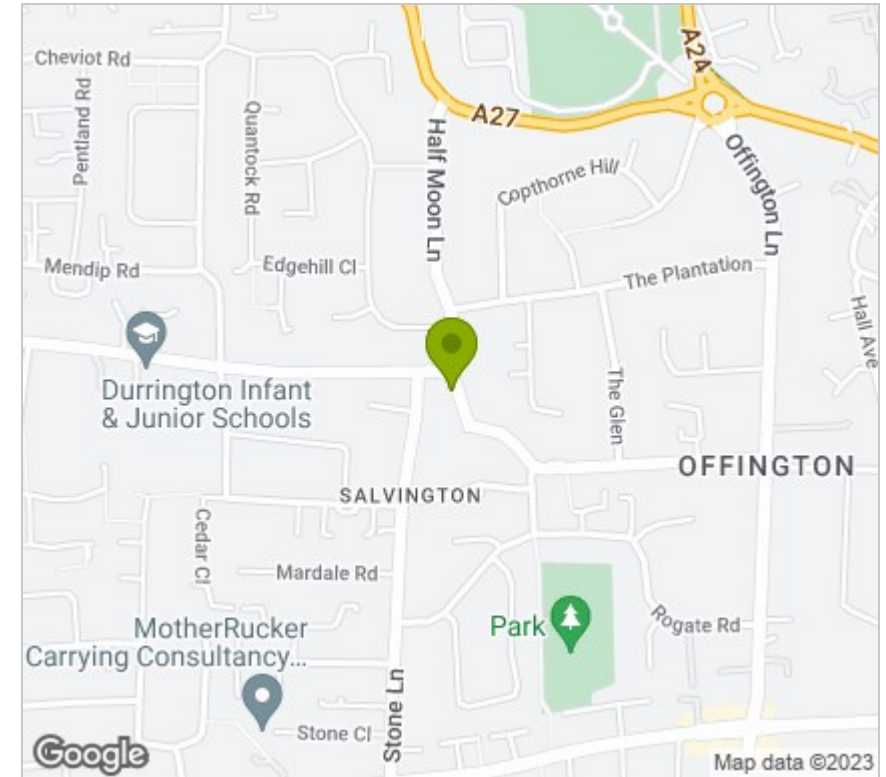 A24
Cheviot Rd
Pentland Rd
Quantock Rd
Half Moon Ln
A27
Offington Ln
Copthorne Hill
Mendip Rd
Edgehill Cl
The Plantation
Hall Ave
Durrington Infant
& Junior Schools
The Glen
OFFINGTON
SALVINGTON
Cedar Cl
Mardale Rd
MotherRucker
Carrying Consultancy...
Park
Rogate Rd
Stone Ln
Stone Cl
Google
Map data ©2023